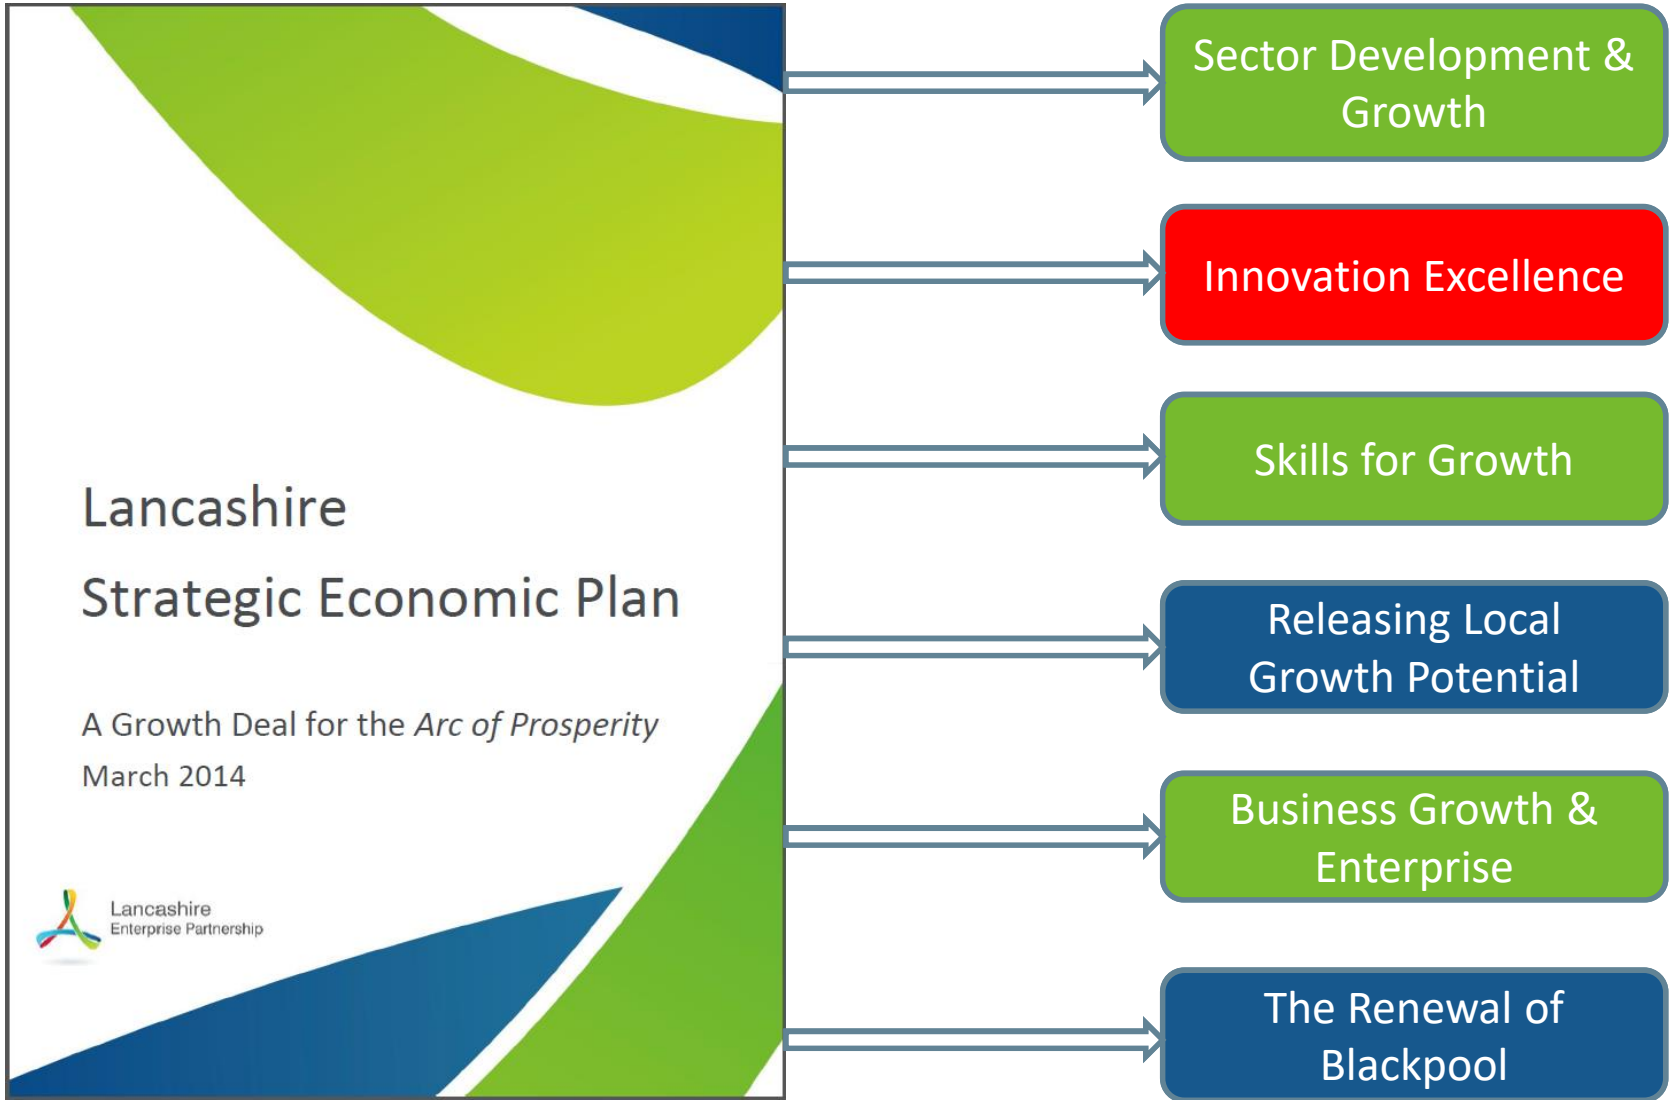 Lancashire
Strategic Economic Plan
A Growth Deal for the Arc of Prosperity
March 2014
Lancashire
Enterprise Partnership
Sector Development &
Growth
Innovation Excellence
Skills for Growth
Releasing Local
Growth Potential
Business Growth &
Enterprise
The Renewal of
Blackpool